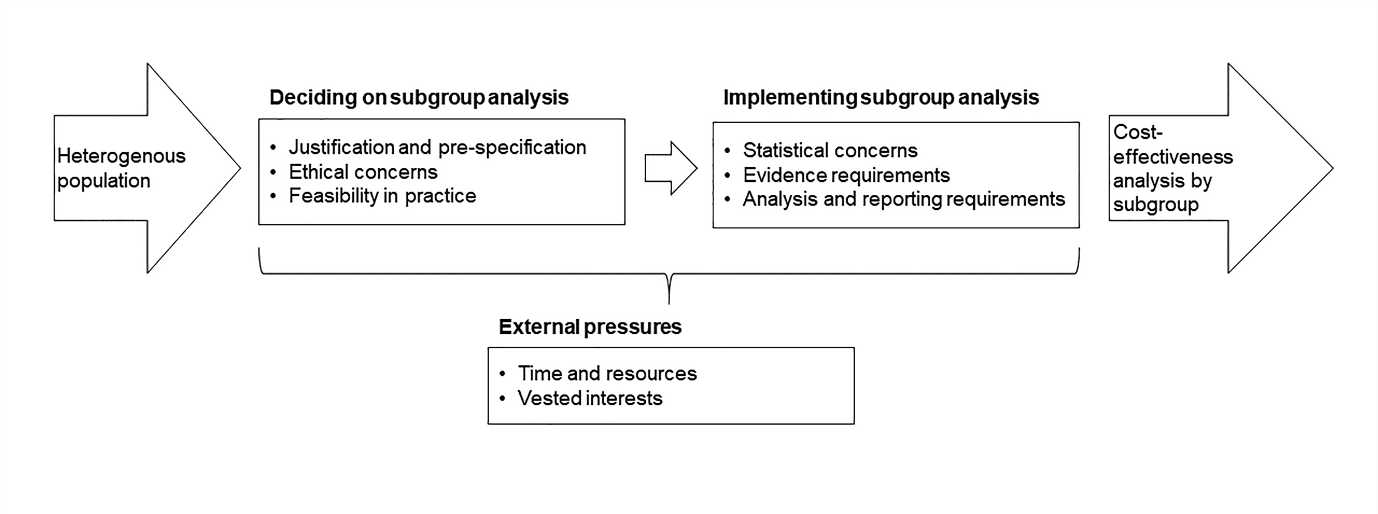 Heterogenous
population
Deciding on subgroup analysis
• Justification and pre-specification
• Ethical concerns
• Feasibility in practice
Implementing subgroup analysis
• Statistical concerns
• Evidence requirements
• Analysis and reporting requirements
Cost-
effectiveness
analysis by
subgroup
External pressures
• Time and resources
• Vested interests